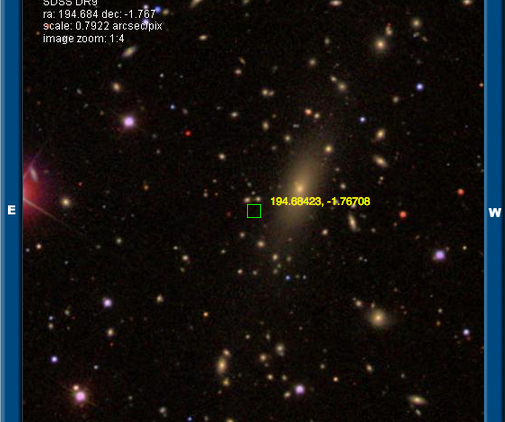 SDSS DR9
ra: 194.684 dec: -1.767
scale: 0.7922 arcsec/pix
image zoom: 1:4
194.68423, -1.76708
E
W